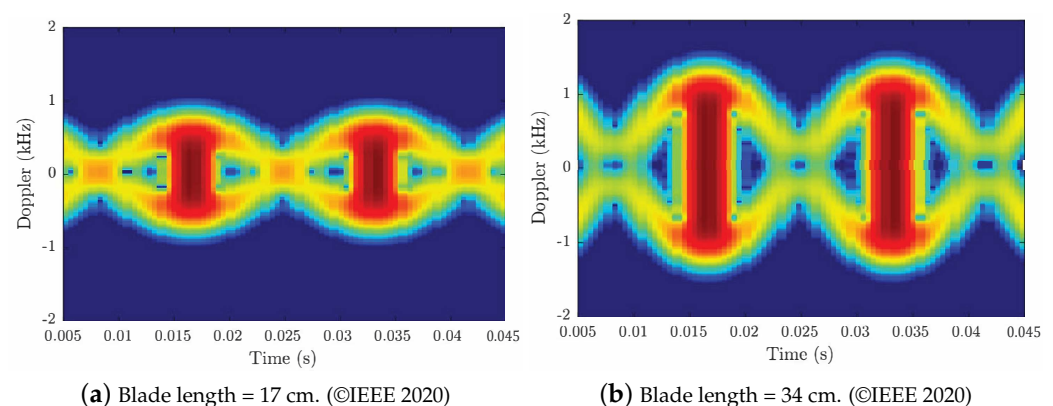 2
1
0
-1
-2
Doppler (kHz)
0.005 0.01 0.015 0.02 0.025 0.03 0.035 0.04 0.045
Time (s)
(a) Blade length = 17 cm. (©IEEE 2020)
2
1
0
-1
-2
Doppler (kHz)
0.005 0.01 0.015 0.02 0.025 0.03 0.035 0.04 0.045
Time (s)
(b) Blade length = 34 cm. (©IEEE 2020)